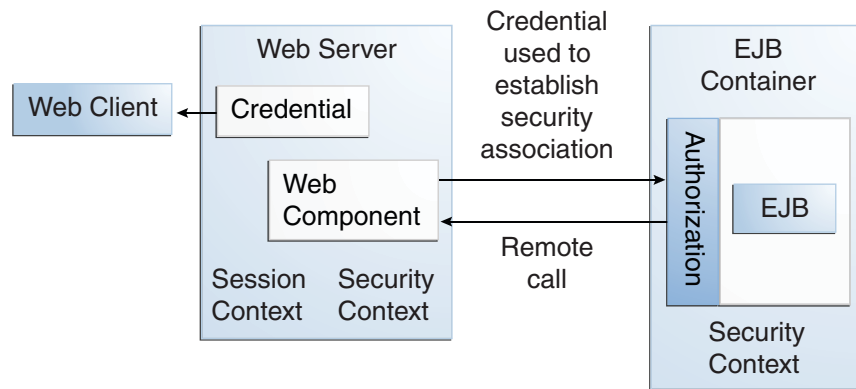 Web Client
Web Server
Credential
Web
Component
Session
Context
Security
Context
Credential
used to
establish
security
association
Remote
call
EJB
Container
Authorization
EJB
Security
Context